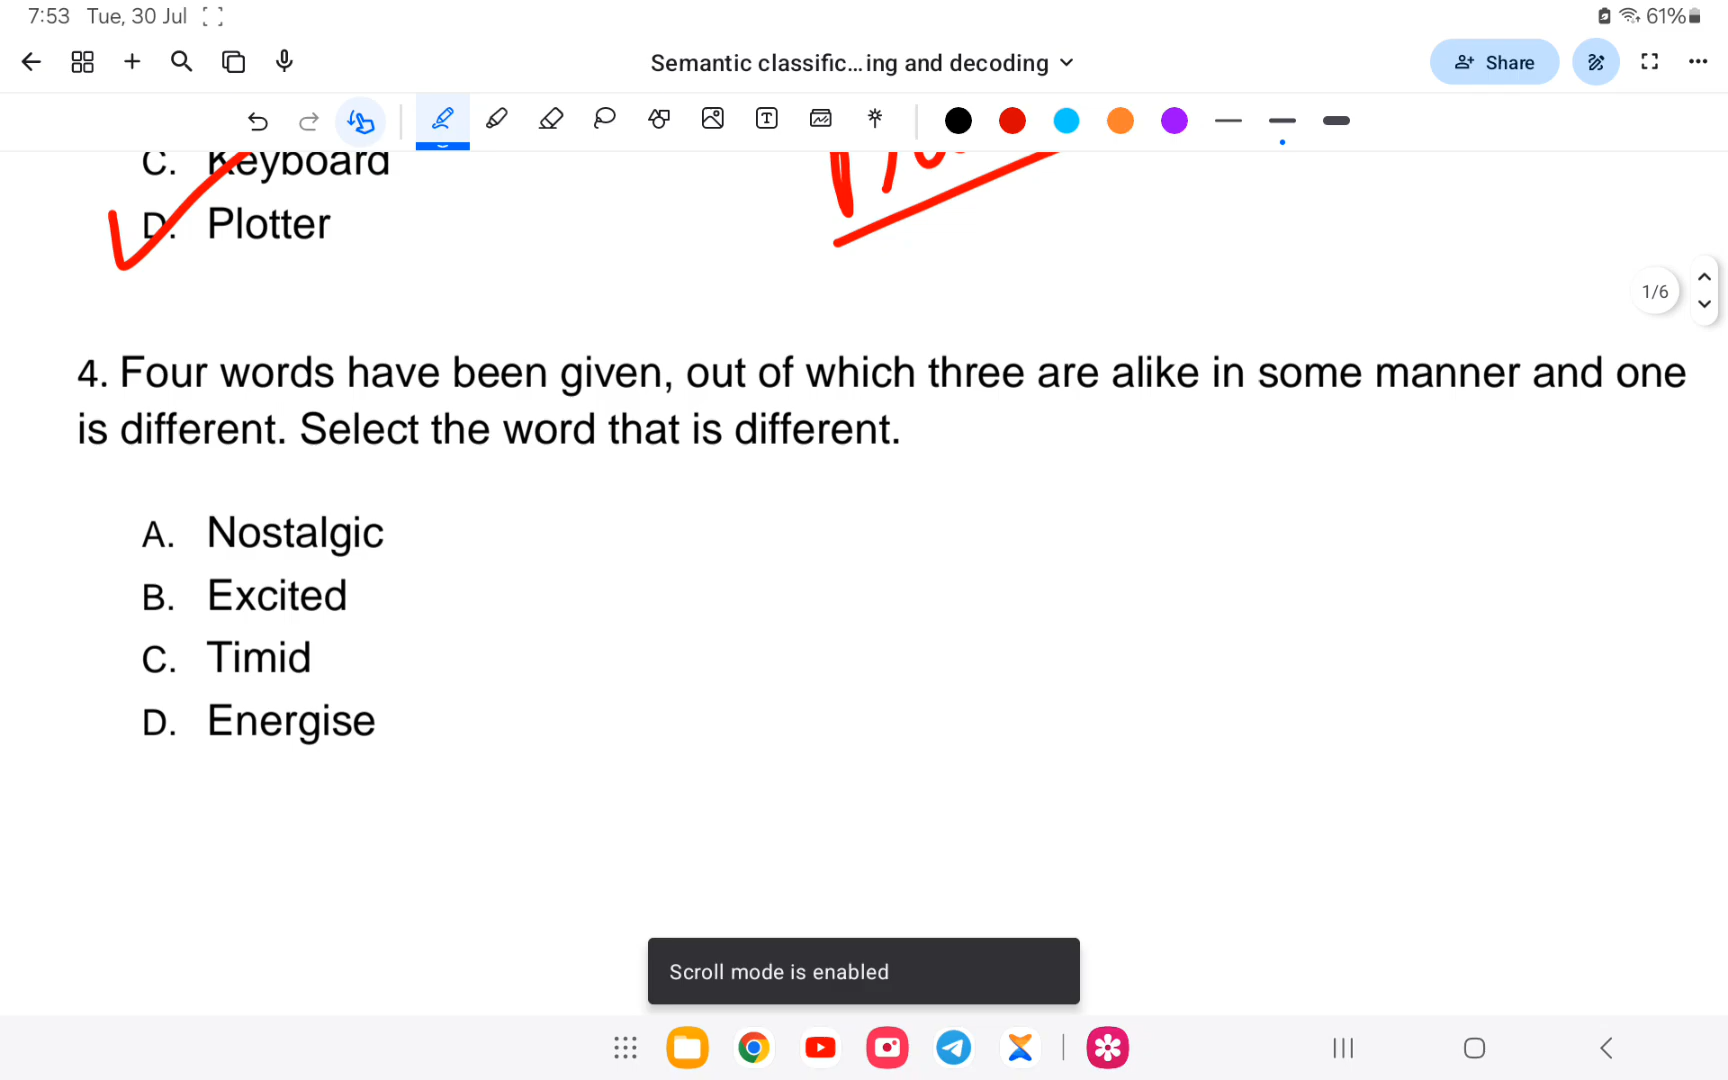 7:53 Tue, 30 Jul 61%
Semantic classific...ing and decoding
Share
C. Keyboard
D. Plotter
1/6
4. Four words have been given, out of which three are alike in some manner and one
is different. Select the word that is different.
A. Nostalgic
B. Excited
C. Timid
D. Energise
Scroll mode is enabled